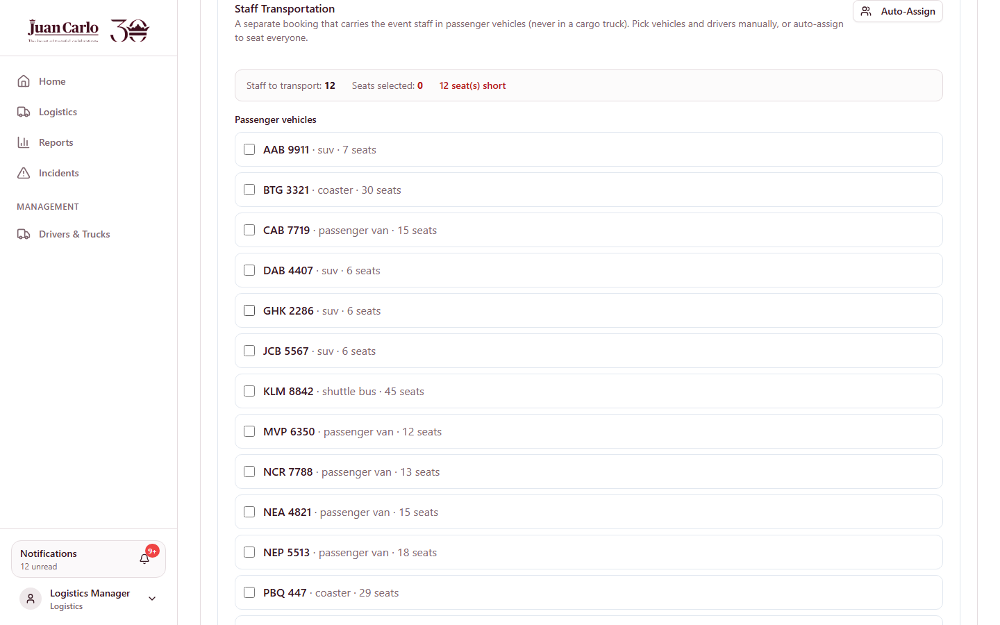 Juan Carlo 30
Home
Logistics
Reports
Incidents
MANAGEMENT
Drivers & Trucks
Notifications
12 unread
9+
Logistics Manager
Logistics
Staff Transportation
A separate booking that carries the event staff in passenger vehicles (never in a cargo truck). Pick vehicles and drivers manually, or auto-assign
to seat everyone.
Auto-Assign
Staff to transport: 12 Seats selected: 0 12 seat(s) short
Passenger vehicles
AAB 9911 · suv · 7 seats
BTG 3321 · coaster · 30 seats
CAB 7719 · passenger van · 15 seats
DAB 4407 · suv · 6 seats
GHK 2286 · suv · 6 seats
JCB 5567 · suv · 6 seats
KLM 8842 · shuttle bus · 45 seats
MVP 6350 · passenger van · 12 seats
NCR 7788 · passenger van · 13 seats
NEA 4821 · passenger van · 15 seats
NEP 5513 · passenger van · 18 seats
PBQ 447 · coaster · 29 seats